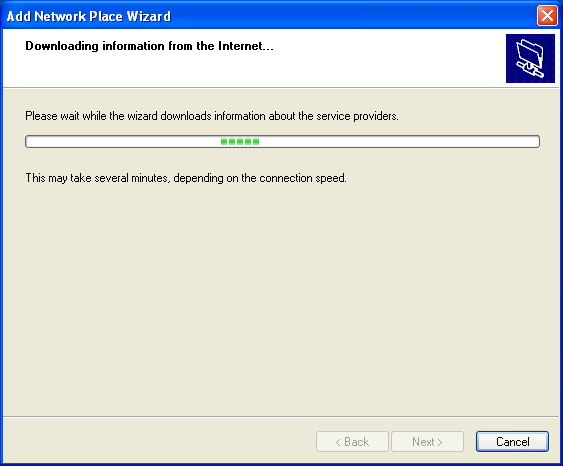 Add Network Place Wizard
Downloading information from the Internet...
Please wait while the wizard downloads information about the service providers.
This may take several minutes, depending on the connection speed.
< Back Next > Cancel